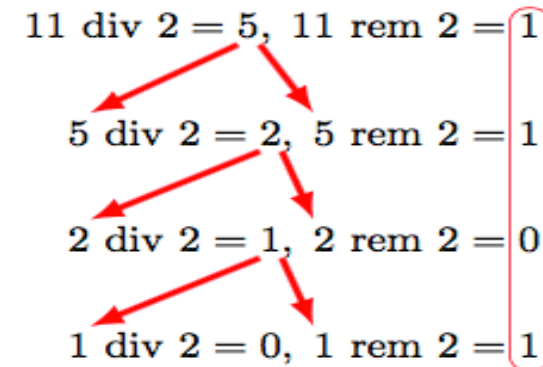 11 div 2 = 5, 11 rem 2 = 1
5 div 2 = 2, 5 rem 2 = 1
2 div 2 = 1, 2 rem 2 = 0
1 div 2 = 0, 1 rem 2 = 1